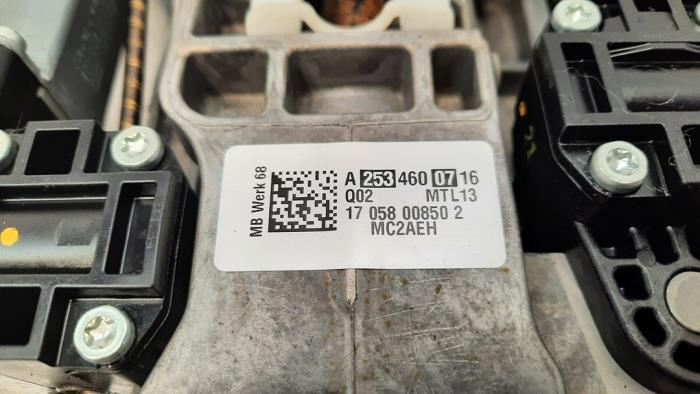 MB Werk 68
A 253 460 07 16
Q02 MTL13
17 058 00850 2
MC2AEH